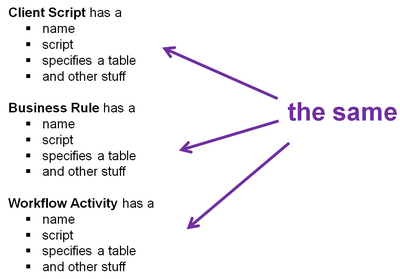 Client Script has a
▪ name
▪ script
▪ specifies a table
▪ and other stuff
the same
Business Rule has a
▪ name
▪ script
▪ specifies a table
▪ and other stuff
Workflow Activity has a
▪ name
▪ script
▪ specifies a table
▪ and other stuff